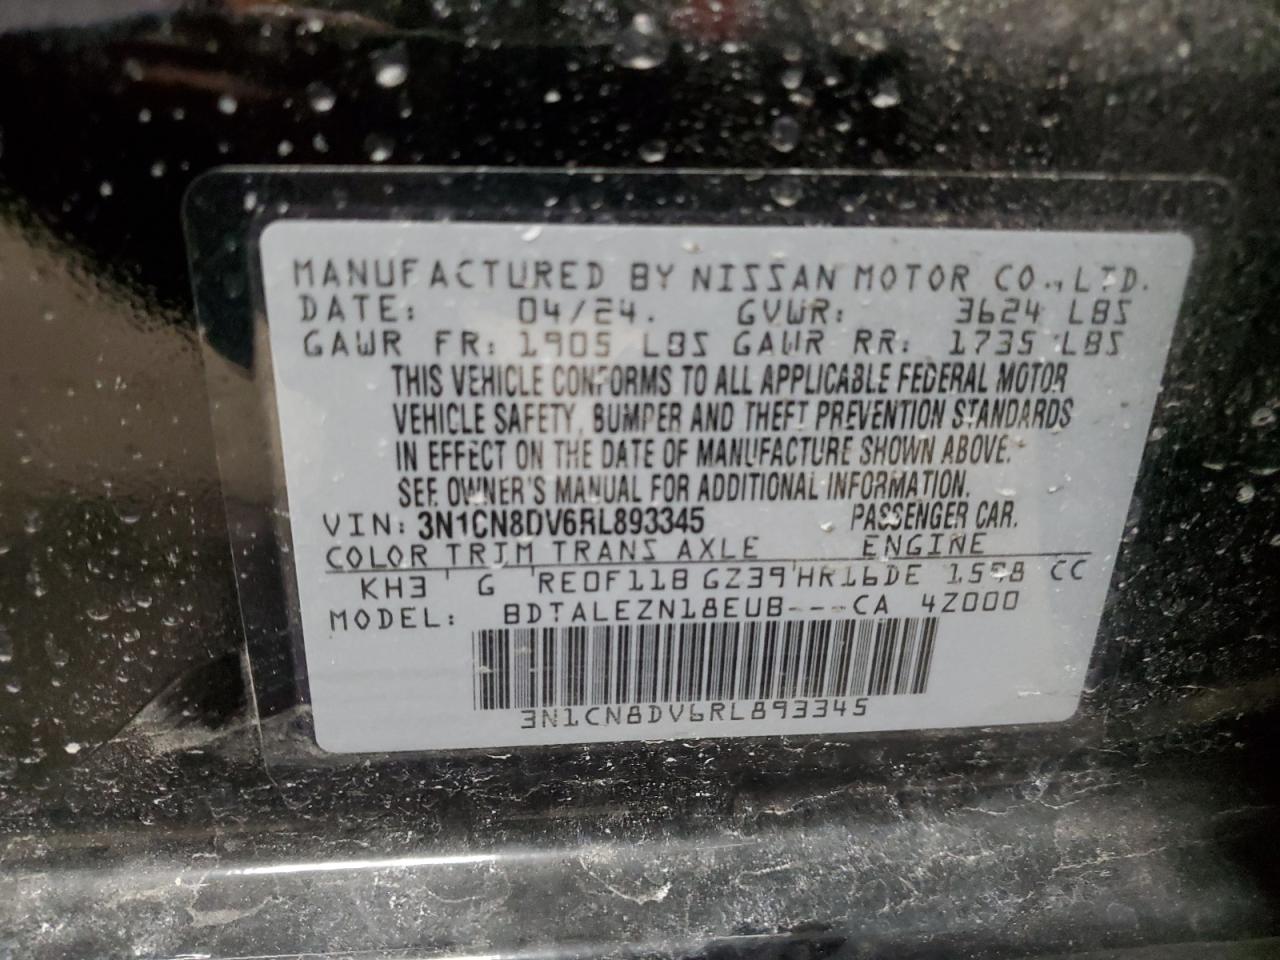 MANUFACTURED BY NISSAN MOTOR CO., LTD.
DATE: 04/24. GVWR: 3624 LBS
GAWR FR: 1905 LBS GAWR RR: 1735 LBS
THIS VEHICLE CONFORMS TO ALL APPLICABLE FEDERAL MOTOR
VEHICLE SAFETY, BUMPER AND THEFT PREVENTION STANDARDS
IN EFFECT ON THE DATE OF MANUFACTURE SHOWN ABOVE.
SEE OWNER'S MANUAL FOR ADDITIONAL INFORMATION.
VIN: 3N1CN8DV6RL893345 PASSENGER CAR.
COLOR TRIM TRANS AXLE ENGINE
KH3 G RE0F11B GZ39 HR16DE 1598 CC
MODEL: BDTALEZN18EUB---CA 42000
3N1CN8DV6RL893345